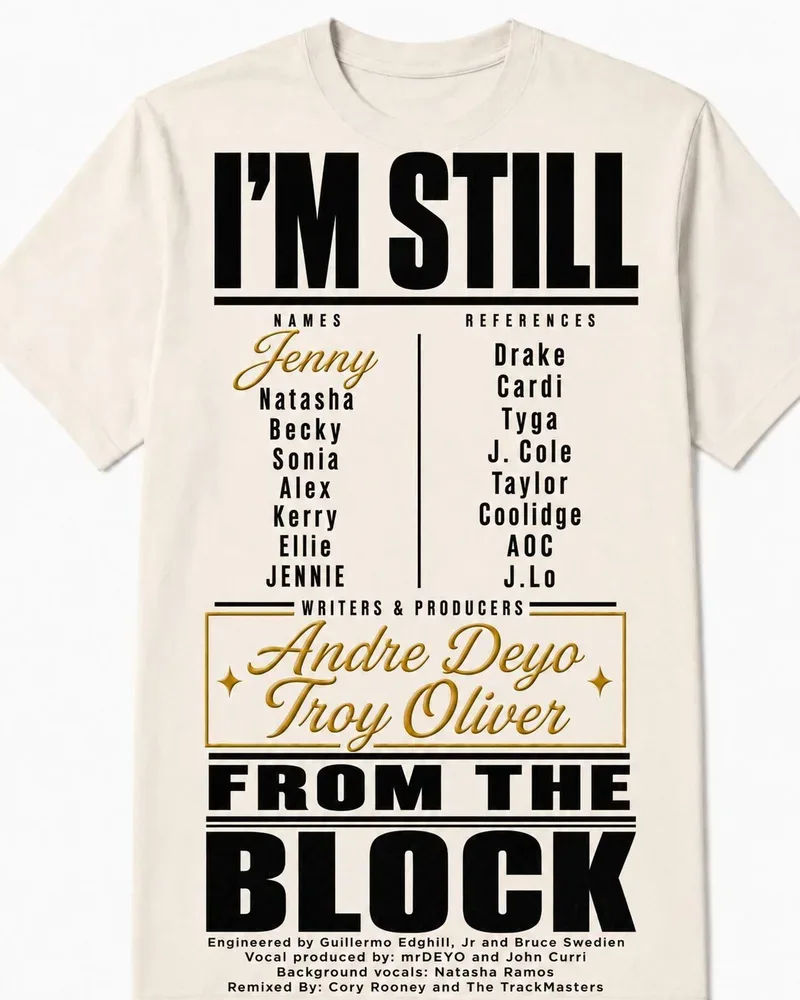 I'M STILL
NAMES
Jenny
Natasha
Becky
Sonia
Alex
Kerry
Ellie
JENNIE
REFERENCES
Drake
Cardi
Tyga
J. Cole
Taylor
Coolidge
AOC
J.Lo
WRITERS & PRODUCERS
Andre Deyo
Troy Oliver
FROM THE
BLOCK
Engineered by Guillermo Edghill, Jr and Bruce Swedien
Vocal produced by: mrDEYO and John Curri
Background vocals: Natasha Ramos
Remixed By: Cory Rooney and The TrackMasters